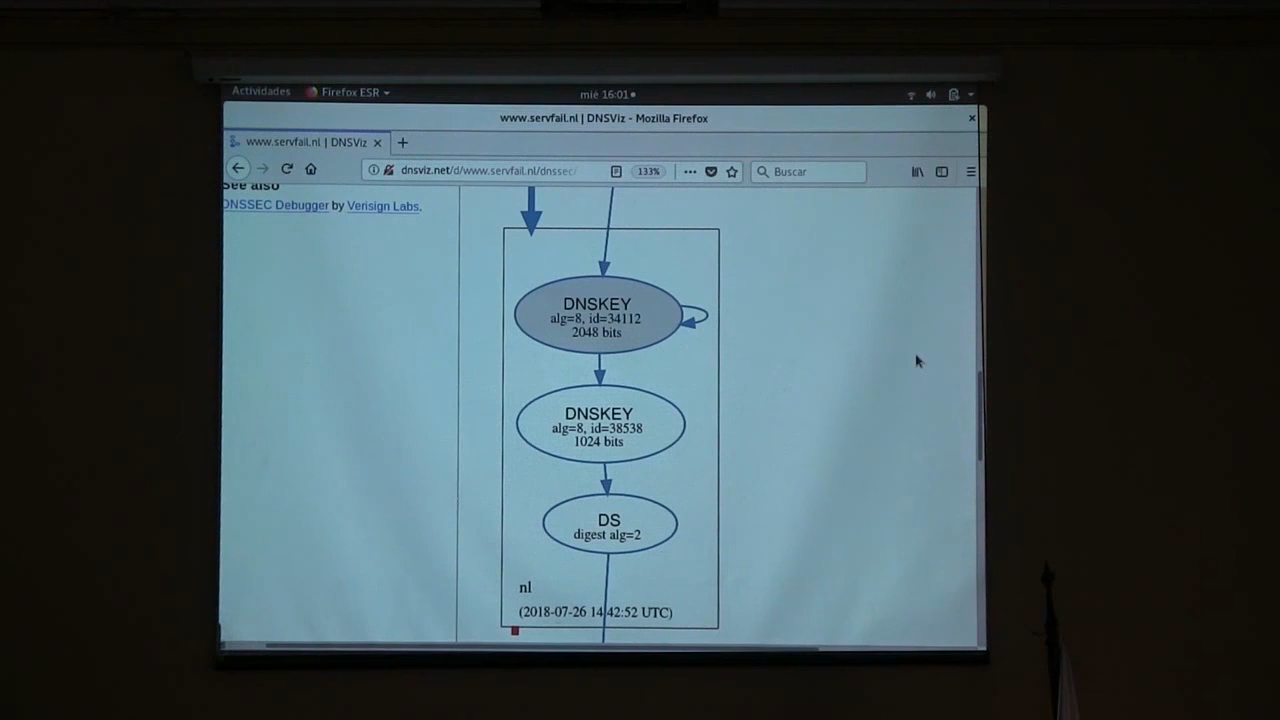 Actividades Firefox ESR mié 16:01
www.servfail.nl | DNSViz - Mozilla Firefox
www.servfail.nl | DNSViz
dnsviz.net/d/www.servfail.nl/dnssec/ 133% Buscar
See also
DNSSEC Debugger by Verisign Labs.
DNSKEY
alg=8, id=34112
2048 bits
DNSKEY
alg=8, id=38538
1024 bits
DS
digest alg=2
nl
(2018-07-26 14:42:52 UTC)